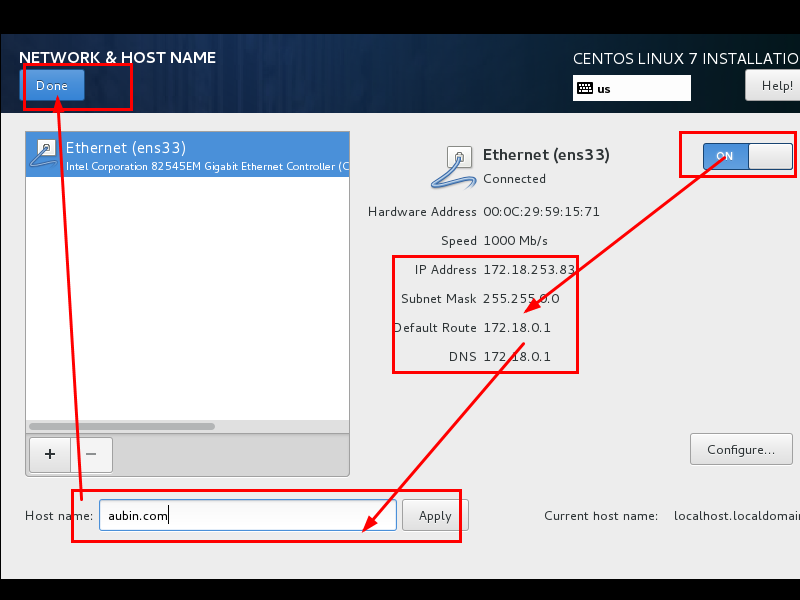 NETWORK & HOST NAME
CENTOS LINUX 7 INSTALLATIO
Done
us
Help!
Ethernet (ens33)
Intel Corporation 82545EM Gigabit Ethernet Controller (C
Ethernet (ens33)
Connected
ON
Hardware Address 00:0C:29:59:15:71
Speed 1000 Mb/s
IP Address 172.18.253.83
Subnet Mask 255.255.0.0
Default Route 172.18.0.1
DNS 172.18.0.1
+ −
Configure...
Host name: aubin.com Apply
Current host name: localhost.localdomai